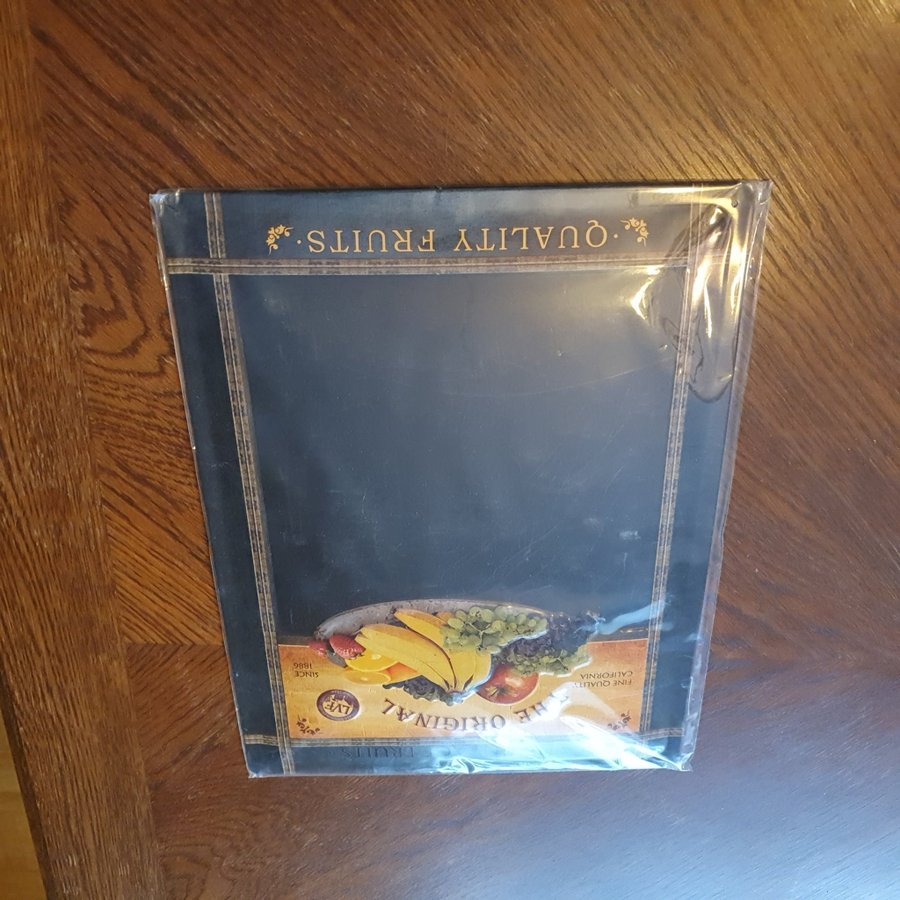 FRUITS
THE ORIGINAL
LVF
FINE QUALITY
CALIFORNIA
SINCE
1886
·QUALITY FRUITS·